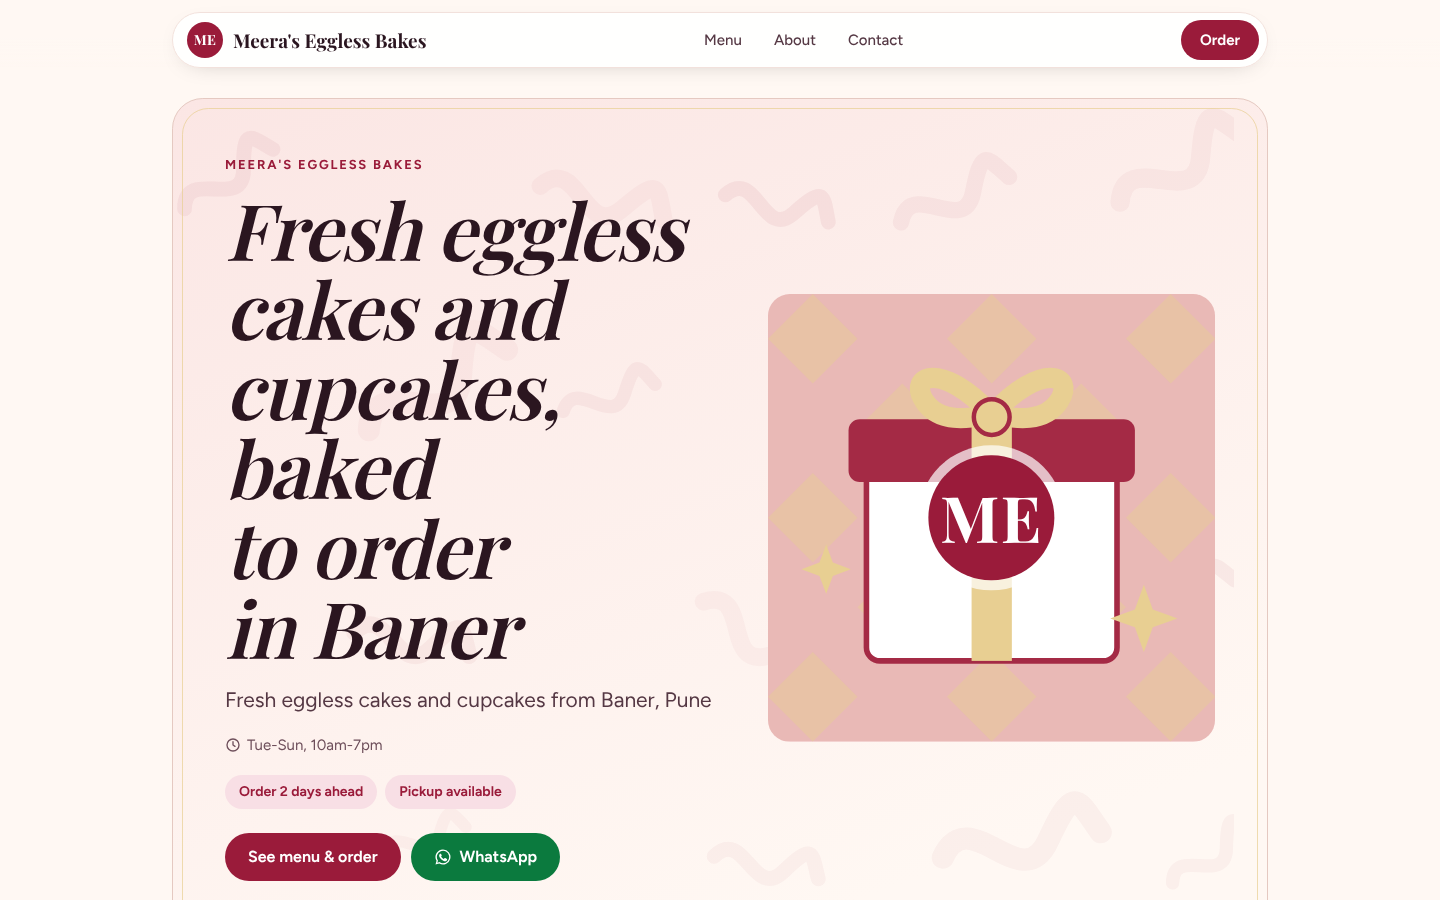 ME Meera's Eggless Bakes
Menu About Contact
Order
MEERA'S EGGLESS BAKES
Fresh eggless
cakes and
cupcakes,
baked
to order
in Baner
Fresh eggless cakes and cupcakes from Baner, Pune
Tue-Sun, 10am-7pm
Order 2 days ahead
Pickup available
See menu & order
WhatsApp
ME